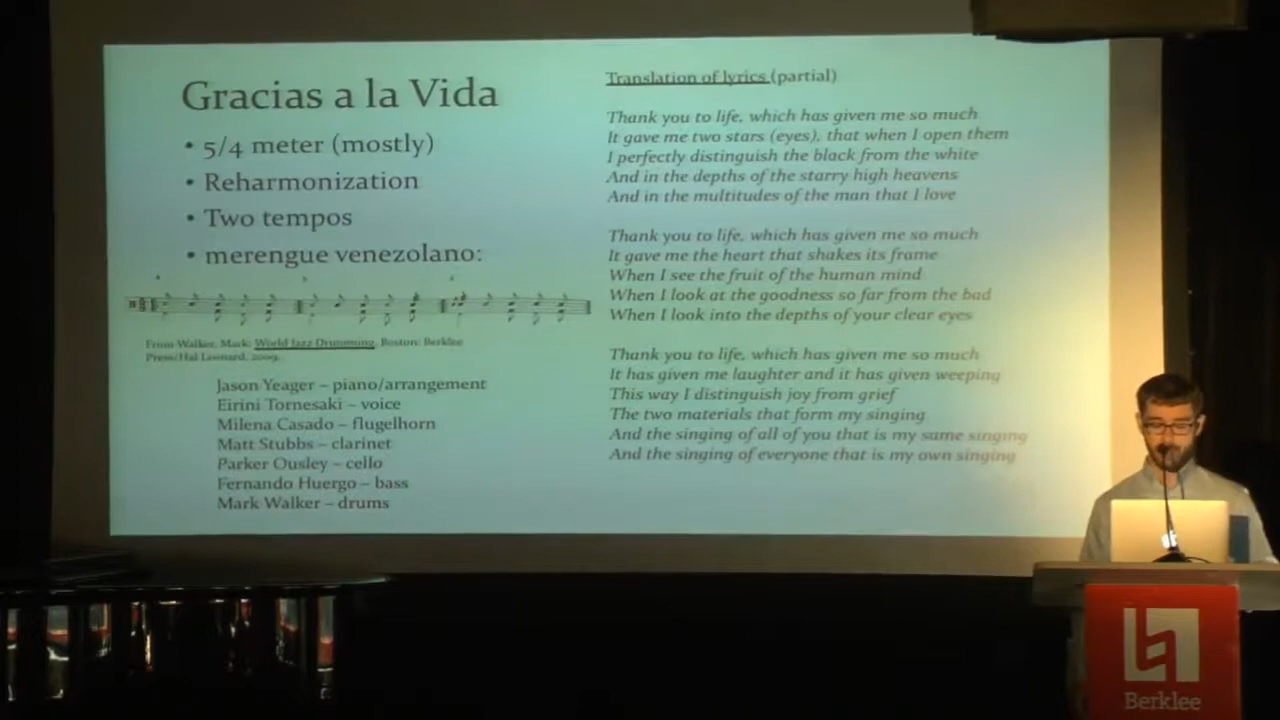 Gracias a la Vida
• 5/4 meter (mostly)
• Reharmonization
• Two tempos
• merengue venezolano:
From Walker, Mark: World Jazz Drumming. Boston: Berklee
Press/Hal Leonard, 2009.
Jason Yeager – piano/arrangement
Eirini Tornesaki – voice
Milena Casado – flugelhorn
Matt Stubbs – clarinet
Parker Ousley – cello
Fernando Huergo – bass
Mark Walker – drums
Translation of lyrics (partial)
Thank you to life, which has given me so much
It gave me two stars (eyes), that when I open them
I perfectly distinguish the black from the white
And in the depths of the starry high heavens
And in the multitudes of the man that I love
Thank you to life, which has given me so much
It gave me the heart that shakes its frame
When I see the fruit of the human mind
When I look at the goodness so far from the bad
When I look into the depths of your clear eyes
Thank you to life, which has given me so much
It has given me laughter and it has given weeping
This way I distinguish joy from grief
The two materials that form my singing
And the singing of all of you that is my same singing
And the singing of everyone that is my own singing
Berklee